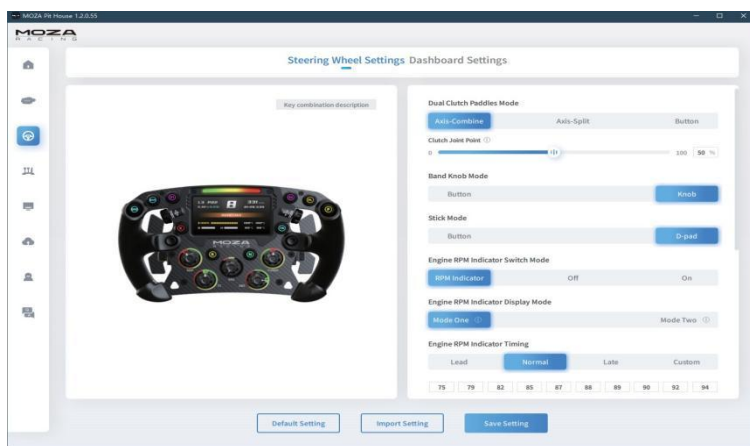 MOZA Pit House 1.2.0.55
MOZA
RACING
Steering Wheel Settings Dashboard Settings
Key combination description
MOZA
Dual Clutch Paddles Mode
Axis-Combine Axis-Split Button
Clutch Joint Point
0 100 50 %
Band Knob Mode
Button Knob
Stick Mode
Button D-pad
Engine RPM Indicator Switch Mode
RPM Indicator Off On
Engine RPM Indicator Display Mode
Mode One Mode Two
Engine RPM Indicator Timing
Lead Normal Late Custom
75 79 82 85 87 88 89 90 92 94
Default Setting Import Setting Save Setting